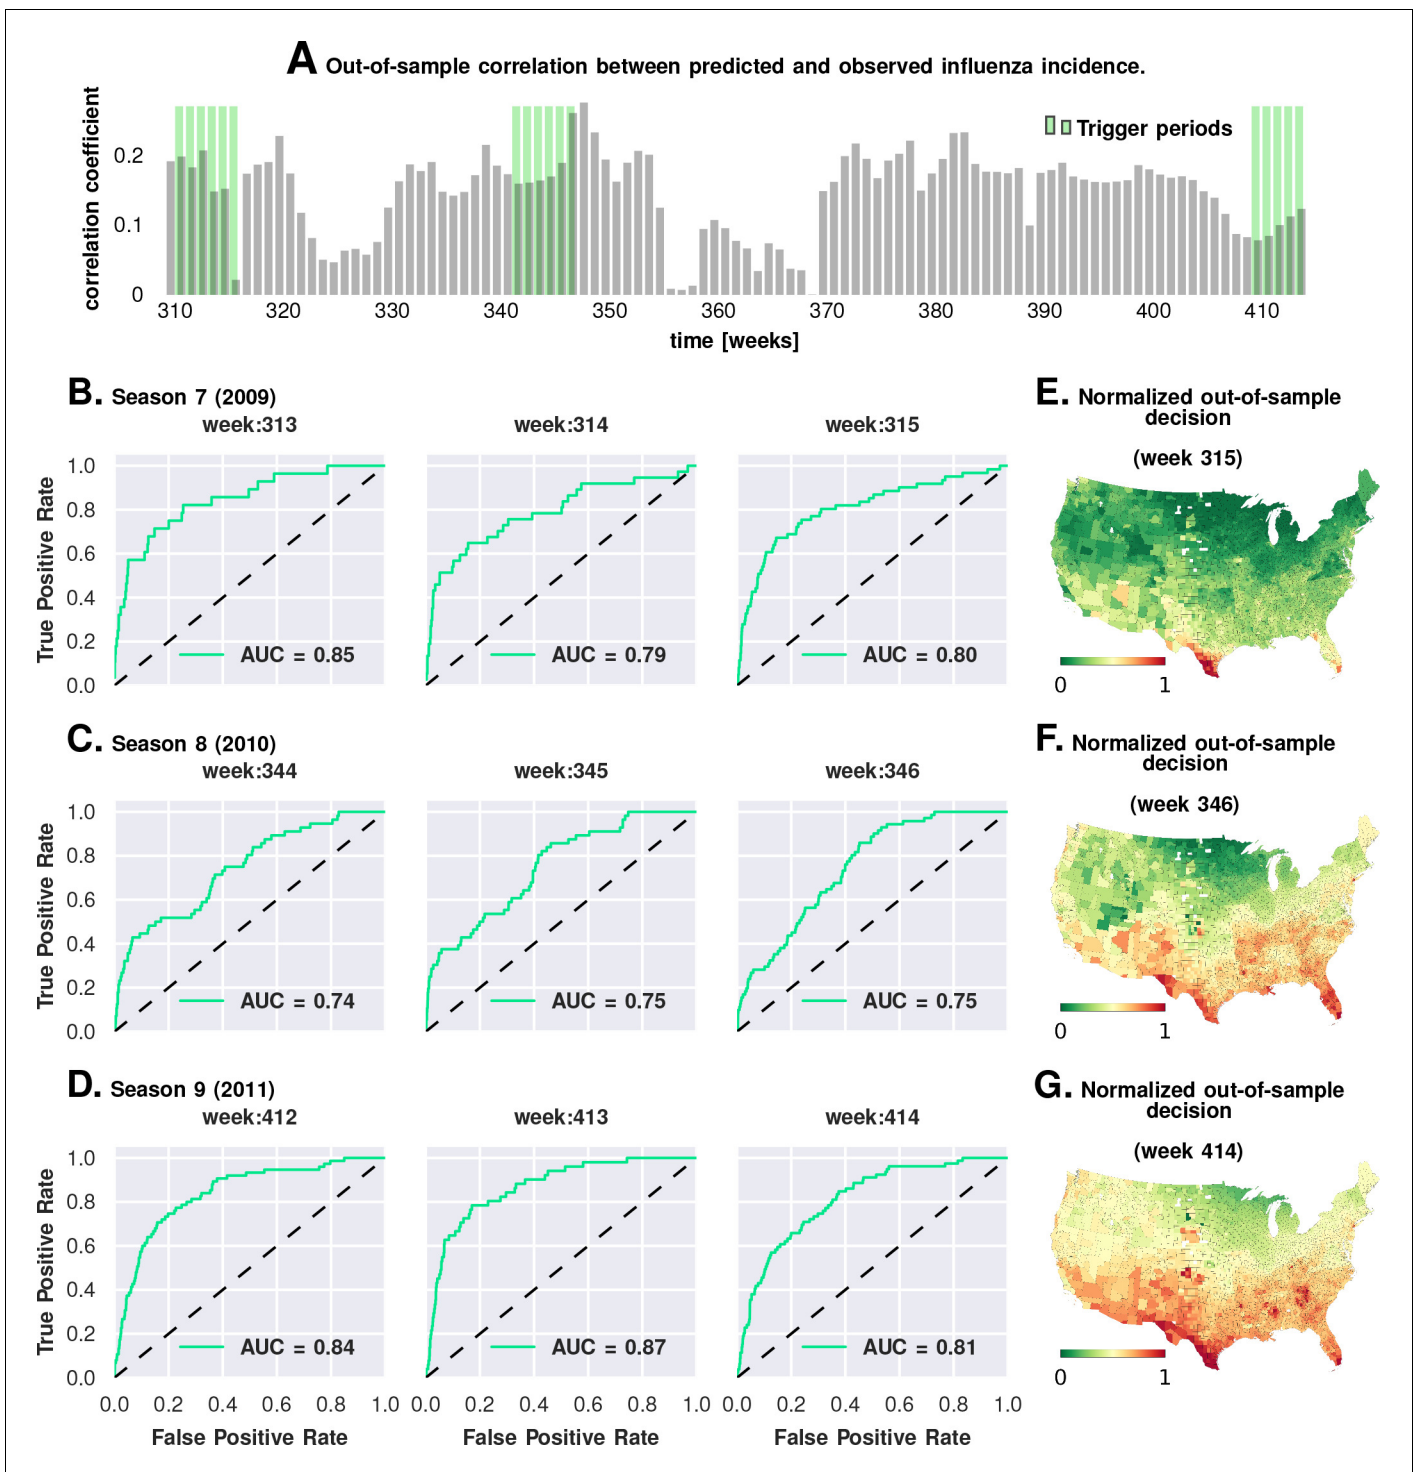 A Out-of-sample correlation between predicted and observed influenza incidence.
correlation coefficient
0.2
0.1
0
Trigger periods
310 320 330 340 350 360 370 380 390 400 410
time [weeks]
B. Season 7 (2009)
week:313 week:314 week:315
True Positive Rate
1.0
0.8
0.6
0.4
0.2
0.0
AUC = 0.85 AUC = 0.79 AUC = 0.80
E. Normalized out-of-sample
decision
(week 315)
0 1
C. Season 8 (2010)
week:344 week:345 week:346
True Positive Rate
1.0
0.8
0.6
0.4
0.2
0.0
AUC = 0.74 AUC = 0.75 AUC = 0.75
F. Normalized out-of-sample
decision
(week 346)
0 1
D. Season 9 (2011)
week:412 week:413 week:414
True Positive Rate
1.0
0.8
0.6
0.4
0.2
0.0
AUC = 0.84 AUC = 0.87 AUC = 0.81
0.0 0.2 0.4 0.6 0.8 1.0 0.0 0.2 0.4 0.6 0.8 1.0 0.0 0.2 0.4 0.6 0.8 1.0
False Positive Rate False Positive Rate False Positive Rate
G. Normalized out-of-sample
decision
(week 414)
0 1